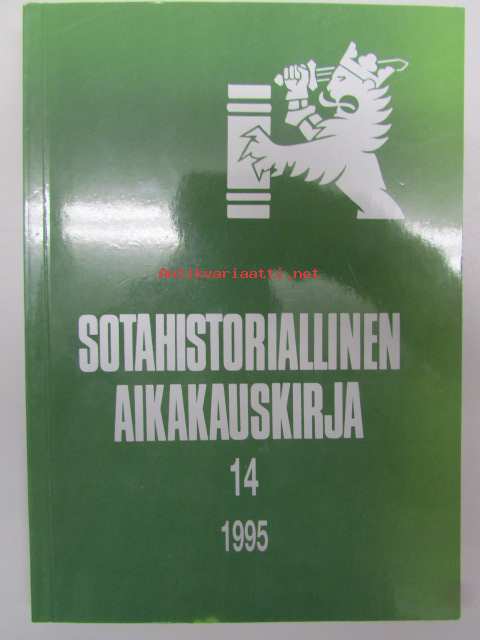 Antikvariaatti.net
SOTAHISTORIALLINEN
AIKAKAUSKIRJA
14
1995